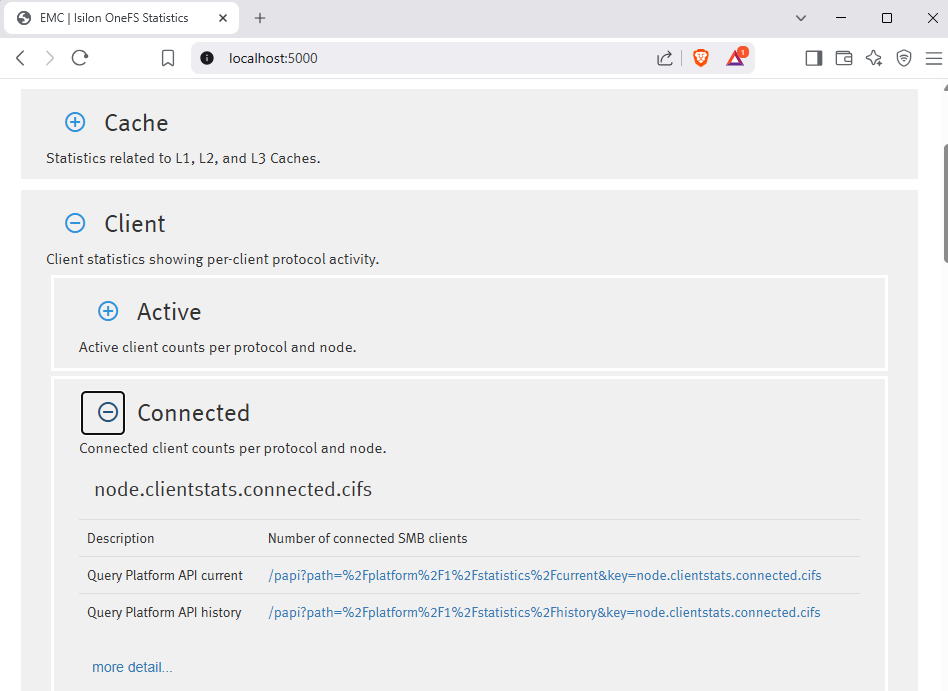 EMC | Isilon OneFS Statistics
localhost:5000
1
Cache
Statistics related to L1, L2, and L3 Caches.
Client
Client statistics showing per-client protocol activity.
Active
Active client counts per protocol and node.
Connected
Connected client counts per protocol and node.
node.clientstats.connected.cifs
Description Number of connected SMB clients
Query Platform API current /papi?path=%2Fplatform%2F1%2Fstatistics%2Fcurrent&key=node.clientstats.connected.cifs
Query Platform API history /papi?path=%2Fplatform%2F1%2Fstatistics%2Fhistory&key=node.clientstats.connected.cifs
more detail...